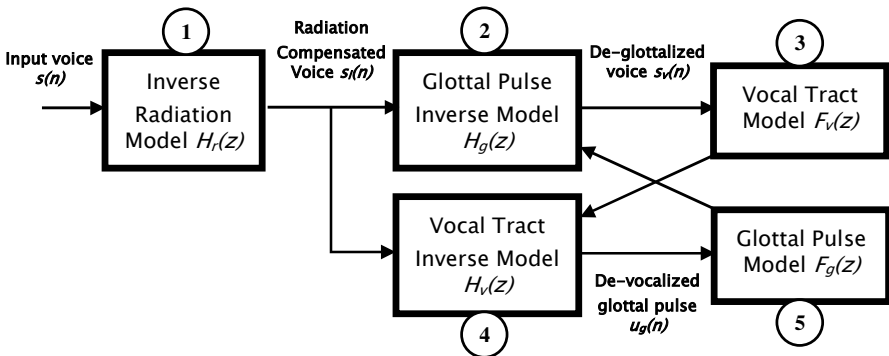 1
Input voice
s(n)
Inverse
Radiation
Model Hr(z)
Radiation
Compensated
Voice sl(n)
2
Glottal Pulse
Inverse Model
Hg(z)
De-glottalized
voice sv(n)
3
Vocal Tract
Model Fv(z)
Vocal Tract
Inverse Model
Hv(z)
4
De-vocalized
glottal pulse
ug(n)
Glottal Pulse
Model Fg(z)
5